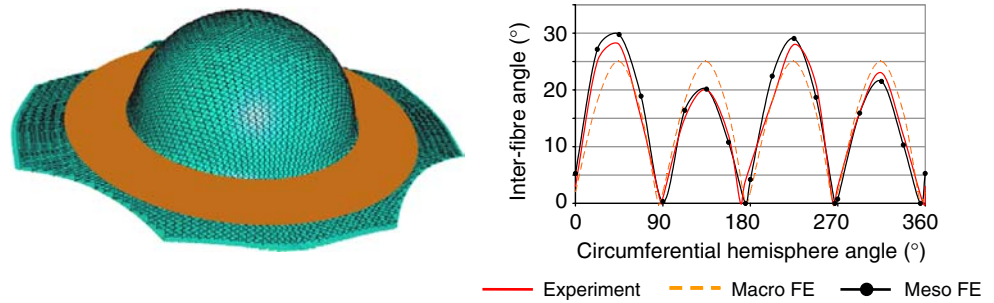 Inter-fibre angle (°)
30
20
10
0
0 90 180 270 360
Circumferential hemisphere angle (°)
Experiment Macro FE Meso FE